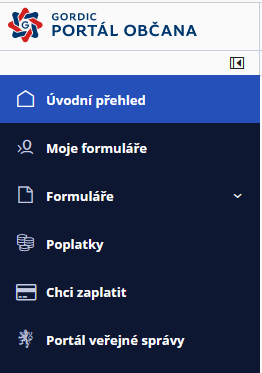 GORDIC
PORTÁL OBČANA
Úvodní přehled
Moje formuláře
Formuláře
Poplatky
Chci zaplatit
Portál veřejné správy